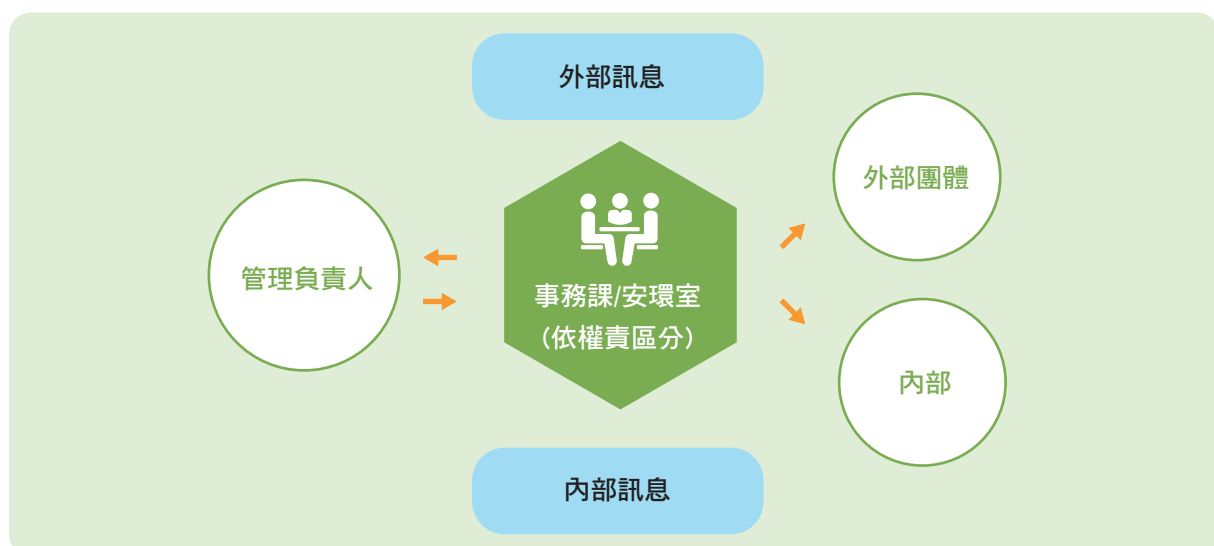 外部訊息
外部團體
管理負責人
事務課/安環室
（依權責區分）
內部
內部訊息